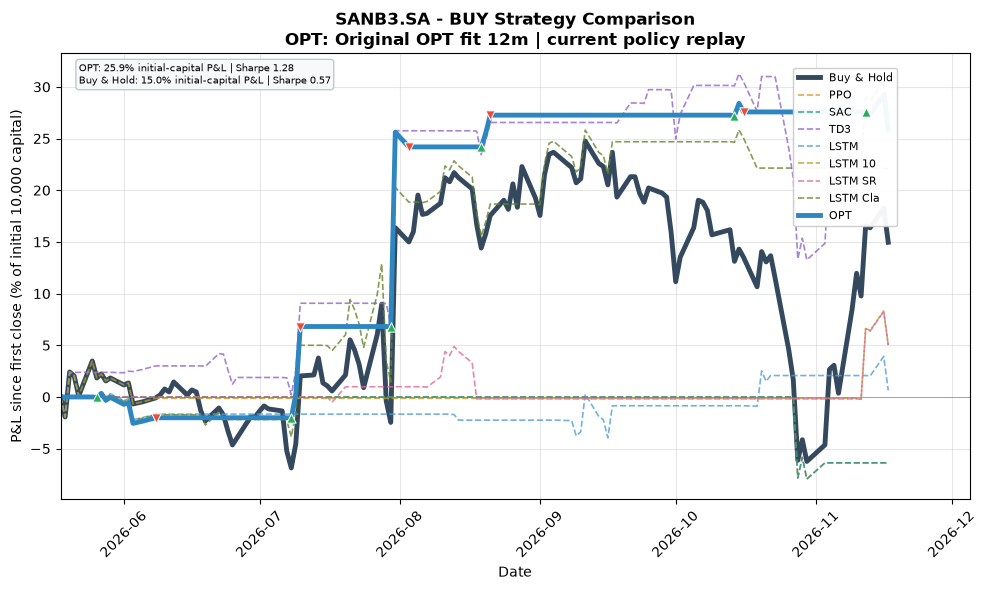 SANB3.SA - BUY Strategy Comparison
OPT: Original OPT fit 12m | current policy replay
OPT: 25.9% initial-capital P&L | Sharpe 1.28
Buy & Hold: 15.0% initial-capital P&L | Sharpe 0.57
Buy & Hold
PPO
SAC
TD3
LSTM
LSTM 10
LSTM SR
LSTM Cla
OPT
P&L since first close (% of initial 10,000 capital)
30
25
20
15
10
5
0
−5
2026-06
2026-07
2026-08
2026-09
2026-10
2026-11
2026-12
Date